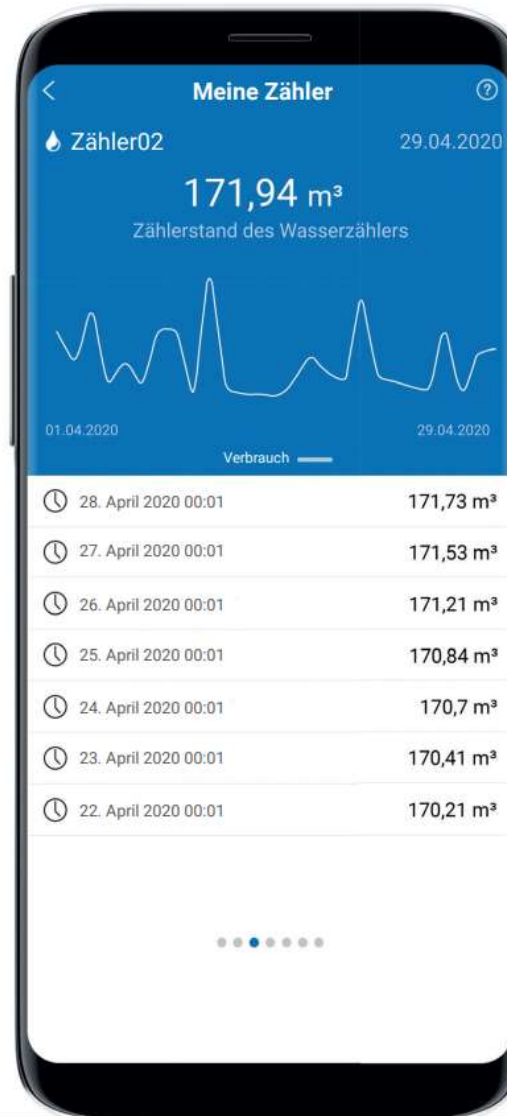 Meine Zähler
Zähler02 29.04.2020
171,94 m³
Zählerstand des Wasserzählers
01.04.2020 29.04.2020
Verbrauch
28. April 2020 00:01 171,73 m³
27. April 2020 00:01 171,53 m³
26. April 2020 00:01 171,21 m³
25. April 2020 00:01 170,84 m³
24. April 2020 00:01 170,7 m³
23. April 2020 00:01 170,41 m³
22. April 2020 00:01 170,21 m³